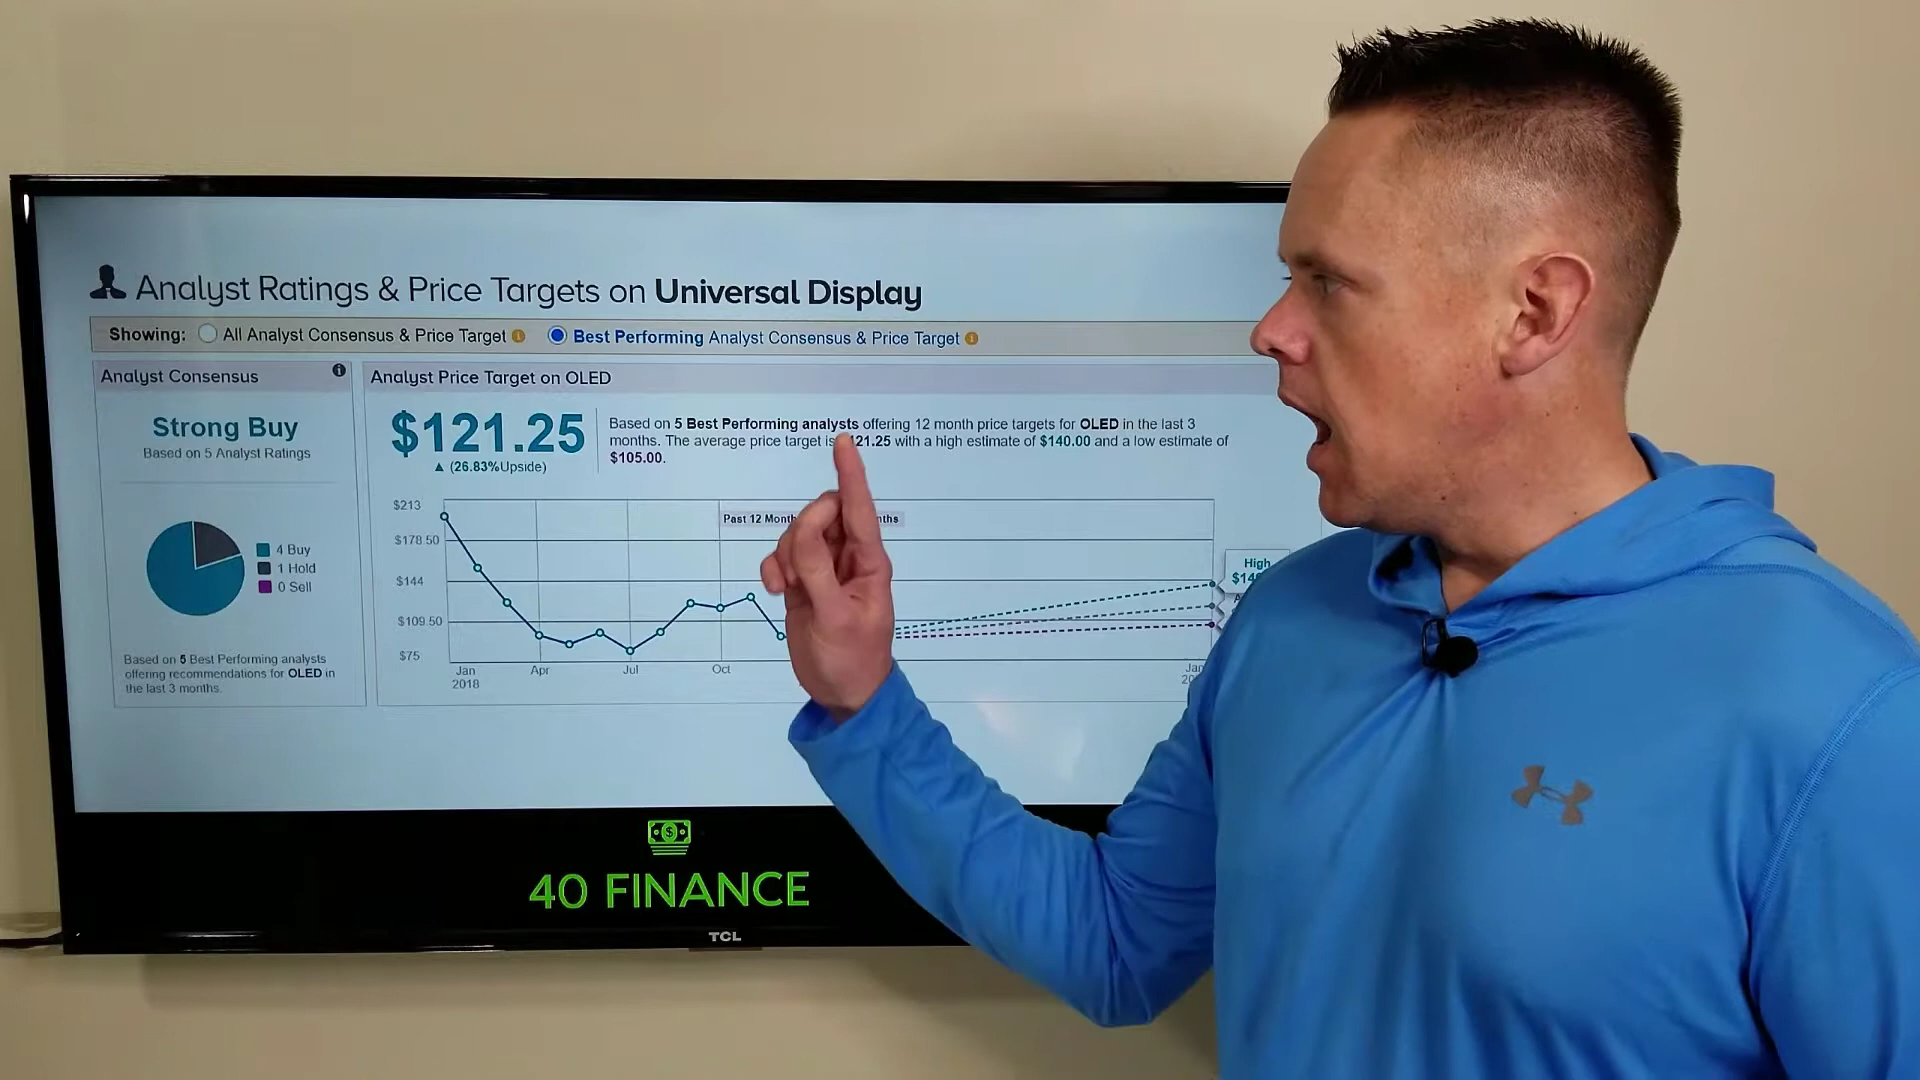 Analyst Ratings & Price Targets on Universal Display
Showing: All Analyst Consensus & Price Target Best Performing Analyst Consensus & Price Target
Analyst Consensus
Strong Buy
Based on 5 Analyst Ratings
4 Buy
1 Hold
0 Sell
Based on 5 Best Performing analysts
offering recommendations for OLED in
the last 3 months.
Analyst Price Target on OLED
$121.25
▲ (26.83%Upside)
Based on 5 Best Performing analysts offering 12 month price targets for OLED in the last 3
months. The average price target is 21.25 with a high estimate of $140.00 and a low estimate of
$105.00.
$213
$178.50
$144
$109.50
$75
Past 12
High
Jan
2018
Apr
Jul
Oct
Jan
40 FINANCE
TCL